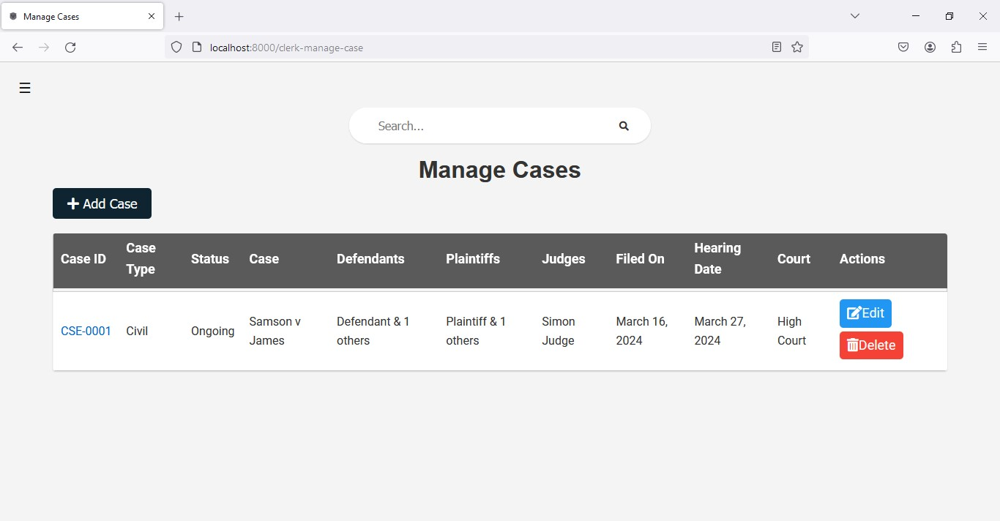 Manage Cases
localhost:8000/clerk-manage-case
Search...
Manage Cases
Add Case
Case ID
Case
Type
Status
Case
Defendants
Plaintiffs
Judges
Filed On
Hearing
Date
Court
Actions
CSE-0001
Civil
Ongoing
Samson v
James
Defendant & 1
others
Plaintiff & 1
others
Simon
Judge
March 16,
2024
March 27,
2024
High
Court
Edit
Delete